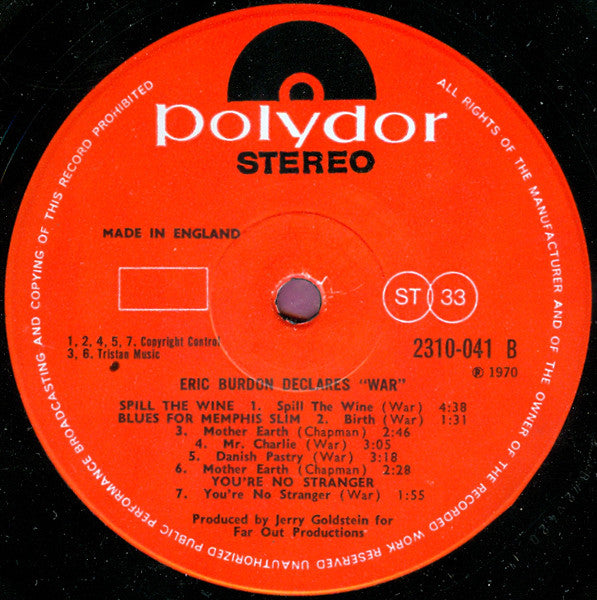 polydor
STEREO
BROADCASTING AND COPYING OF THIS RECORD PROHIBITED
ALL RIGHTS OF THE MANUFACTURER AND OF THE OWNER OF THE RECORDED WORK RESERVED UNAUTHORIZED PUBLIC PERFORMANCE
MADE IN ENGLAND
ST 33
1, 2, 4, 5, 7. Copyright Control
3, 6. Tristan Music
2310-041 B
℗ 1970
ERIC BURDON DECLARES "WAR"
SPILL THE WINE 1. Spill The Wine (War) 4:38
BLUES FOR MEMPHIS SLIM 2. Birth (War) 1:31
3. Mother Earth (Chapman) 2:46
4. Mr. Charlie (War) 3:05
5. Danish Pastry (War) 3:18
6. Mother Earth (Chapman) 2:28
YOU'RE NO STRANGER
7. You're No Stranger (War) 1:55
Produced by Jerry Goldstein for
Far Out Productions